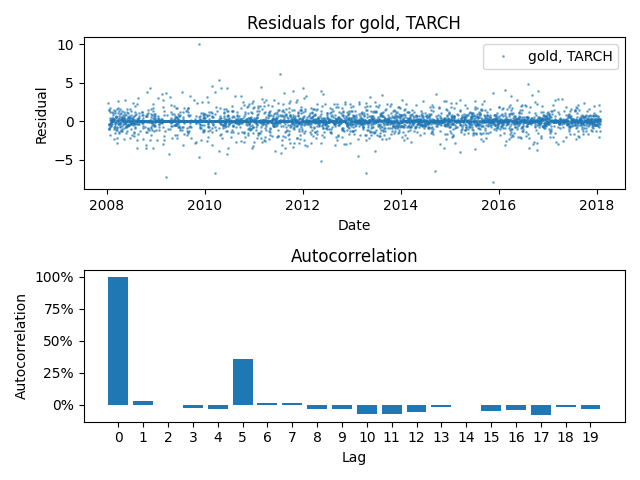 Residuals for gold, TARCH
10
5
0
−5
Residual
gold, TARCH
2008 2010 2012 2014 2016 2018
Date
Autocorrelation
100%
75%
50%
25%
0%
Autocorrelation
0 1 2 3 4 5 6 7 8 9 10 11 12 13 14 15 16 17 18 19
Lag